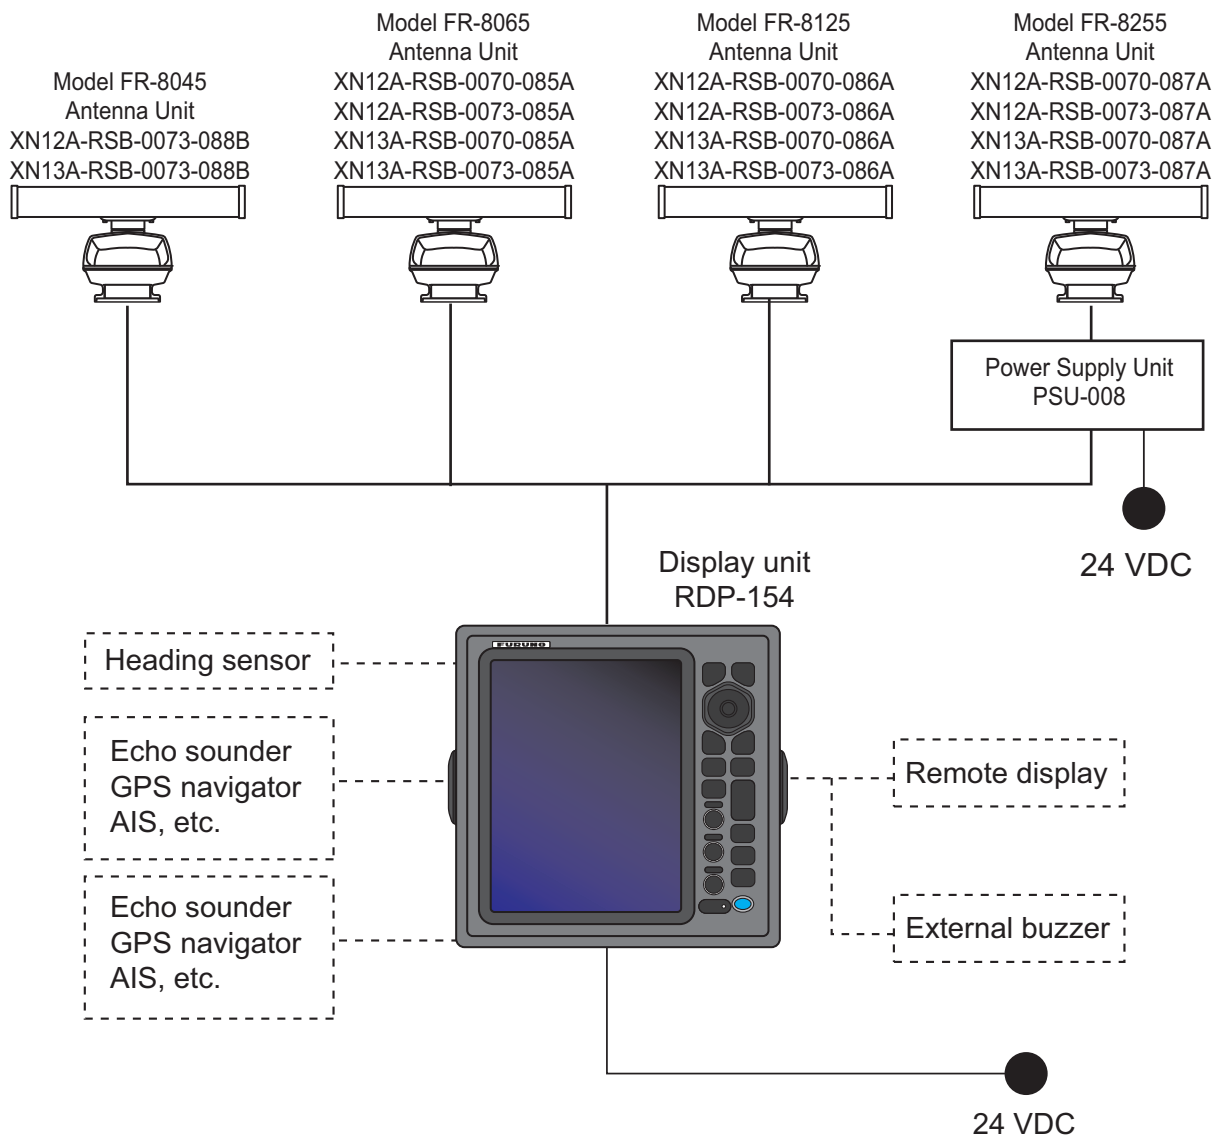 Model FR-8045
Antenna Unit
XN12A-RSB-0073-088B
XN13A-RSB-0073-088B
Model FR-8065
Antenna Unit
XN12A-RSB-0070-085A
XN12A-RSB-0073-085A
XN13A-RSB-0070-085A
XN13A-RSB-0073-085A
Model FR-8125
Antenna Unit
XN12A-RSB-0070-086A
XN12A-RSB-0073-086A
XN13A-RSB-0070-086A
XN13A-RSB-0073-086A
Model FR-8255
Antenna Unit
XN12A-RSB-0070-087A
XN12A-RSB-0073-087A
XN13A-RSB-0070-087A
XN13A-RSB-0073-087A
Power Supply Unit
PSU-008
24 VDC
Display unit
RDP-154
FURUNO
Heading sensor
Echo sounder
GPS navigator
AIS, etc.
Echo sounder
GPS navigator
AIS, etc.
Remote display
External buzzer
24 VDC